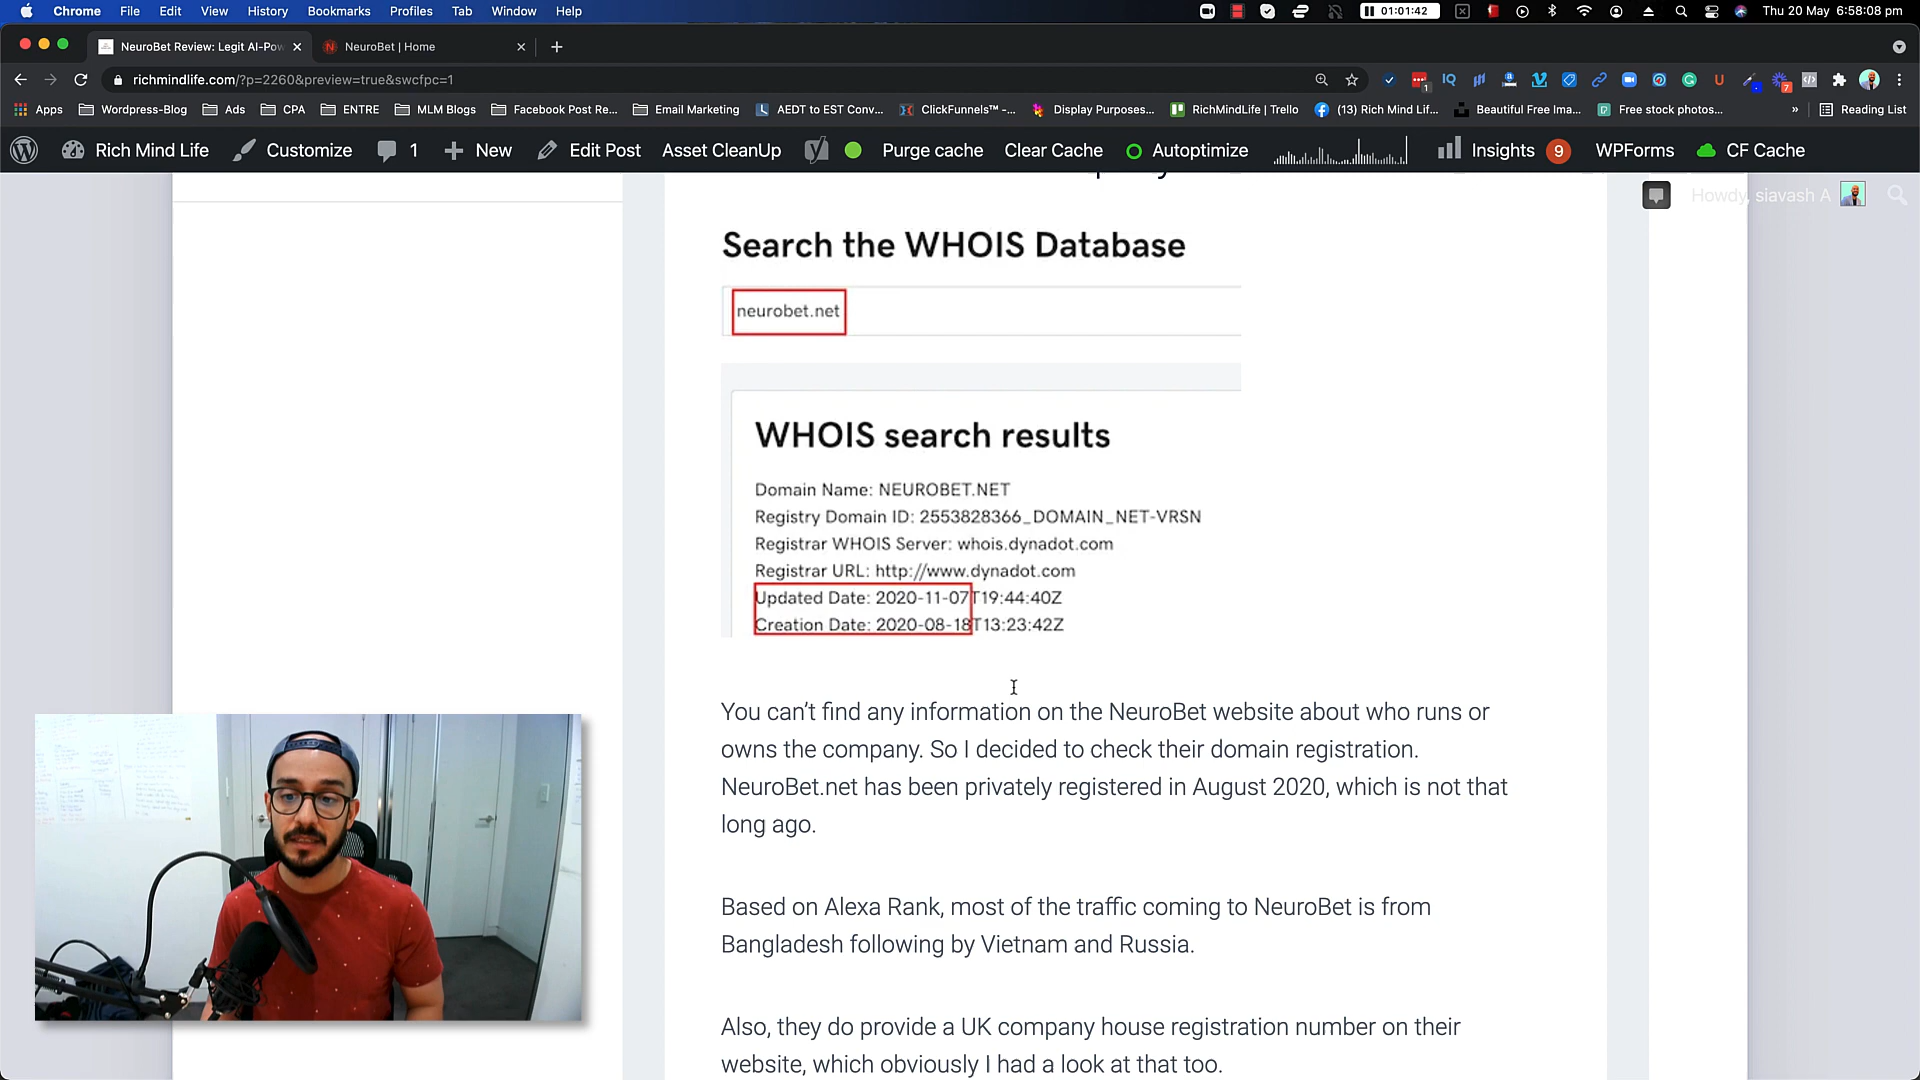 Chrome File Edit View History Bookmarks Profiles Tab Window Help 01:01:42 Thu 20 May 6:58:08 pm
NeuroBet Review: Legit AI-Pow NeuroBet | Home
richmindlife.com/?p=2260&preview=true&swcfpc=1
Apps Wordpress-Blog Ads CPA ENTRE MLM Blogs Facebook Post Re... Email Marketing AEDT to EST Conv... ClickFunnels™ –... Display Purposes... RichMindLife | Trello (13) Rich Mind Lif... Beautiful Free Ima... Free stock photos... » Reading List
Rich Mind Life Customize 1 New Edit Post Asset CleanUp Purge cache Clear Cache Autoptimize Insights 9 WPForms CF Cache
Howdy, siavash A
Search the WHOIS Database
neurobet.net
WHOIS search results
Domain Name: NEUROBET.NET
Registry Domain ID: 2553828366_DOMAIN_NET-VRSN
Registrar WHOIS Server: whois.dynadot.com
Registrar URL: http://www.dynadot.com
Updated Date: 2020-11-07T19:44:40Z
Creation Date: 2020-08-18T13:23:42Z
You can't find any information on the NeuroBet website about who runs or
owns the company. So I decided to check their domain registration.
NeuroBet.net has been privately registered in August 2020, which is not that
long ago.
Based on Alexa Rank, most of the traffic coming to NeuroBet is from
Bangladesh following by Vietnam and Russia.
Also, they do provide a UK company house registration number on their
website, which obviously I had a look at that too.